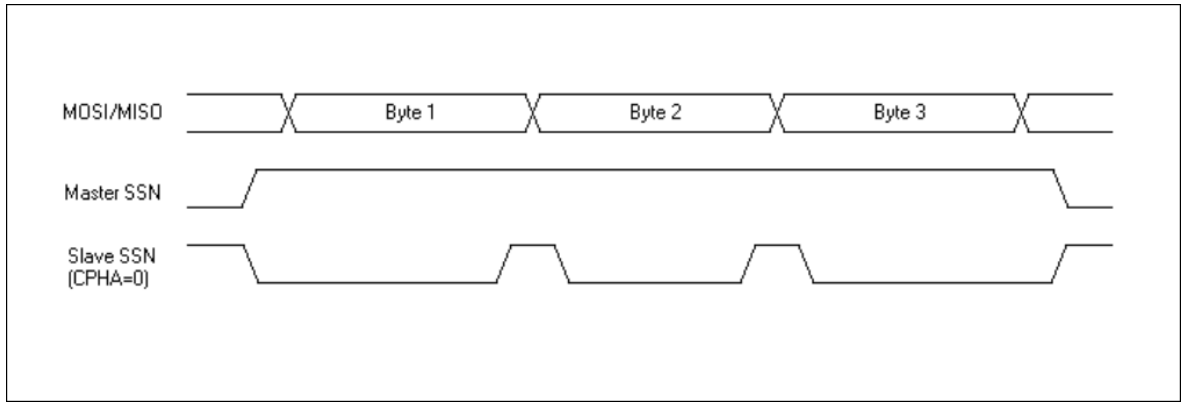 MOSI/MISO
Byte 1
Byte 2
Byte 3
Master SSN
Slave SSN
(CPHA=0)